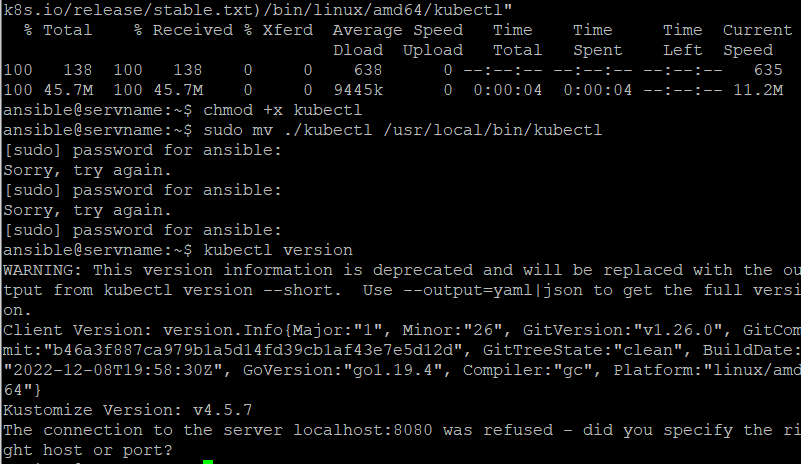 k8s.io/release/stable.txt)/bin/linux/amd64/kubectl"
% Total % Received % Xferd Average Speed Time Time Time Current
Dload Upload Total Spent Left Speed
100 138 100 138 0 0 638 0 --:--:-- --:--:-- --:--:-- 635
100 45.7M 100 45.7M 0 0 9445k 0 0:00:04 0:00:04 --:--:-- 11.2M
ansible@servname:~$ chmod +x kubectl
ansible@servname:~$ sudo mv ./kubectl /usr/local/bin/kubectl
[sudo] password for ansible:
Sorry, try again.
[sudo] password for ansible:
Sorry, try again.
[sudo] password for ansible:
ansible@servname:~$ kubectl version
WARNING: This version information is deprecated and will be replaced with the ou
tput from kubectl version --short. Use --output=yaml|json to get the full versi
on.
Client Version: version.Info{Major:"1", Minor:"26", GitVersion:"v1.26.0", GitCom
mit:"b46a3f887ca979b1a5d14fd39cb1af43e7e5d12d", GitTreeState:"clean", BuildDate:
"2022-12-08T19:58:30Z", GoVersion:"go1.19.4", Compiler:"gc", Platform:"linux/amd
64"}
Kustomize Version: v4.5.7
The connection to the server localhost:8080 was refused - did you specify the ri
ght host or port?